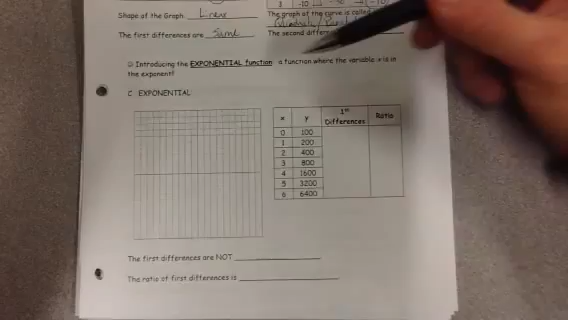 Shape of the Graph: Linear
The graph of the curve is called
The first differences are same
The second differ
Introducing the EXPONENTIAL function: a function where the variable x is in
the exponent!
C. EXPONENTIAL
x y 1st Differences Ratio
0 100
1 200
2 400
3 800
4 1600
5 3200
6 6400
The first differences are NOT
The ratio of first differences is